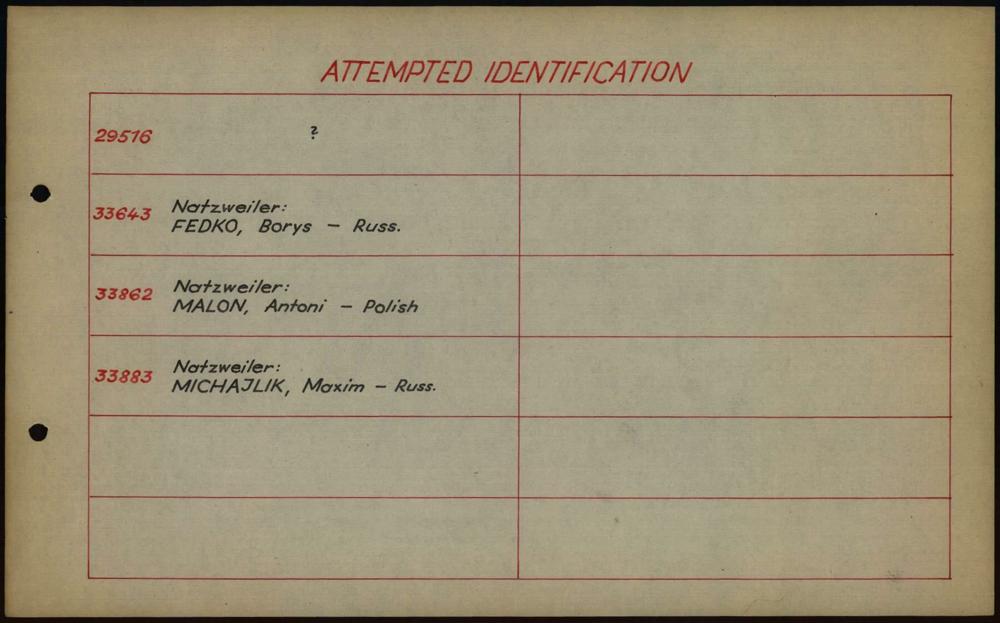 ATTEMPTED IDENTIFICATION
29516 ?
33643 Natzweiler:
FEDKO, Borys – Russ.
33862 Natzweiler:
MALON, Antoni – Polish
33883 Natzweiler:
MICHAJLIK, Maxim – Russ.